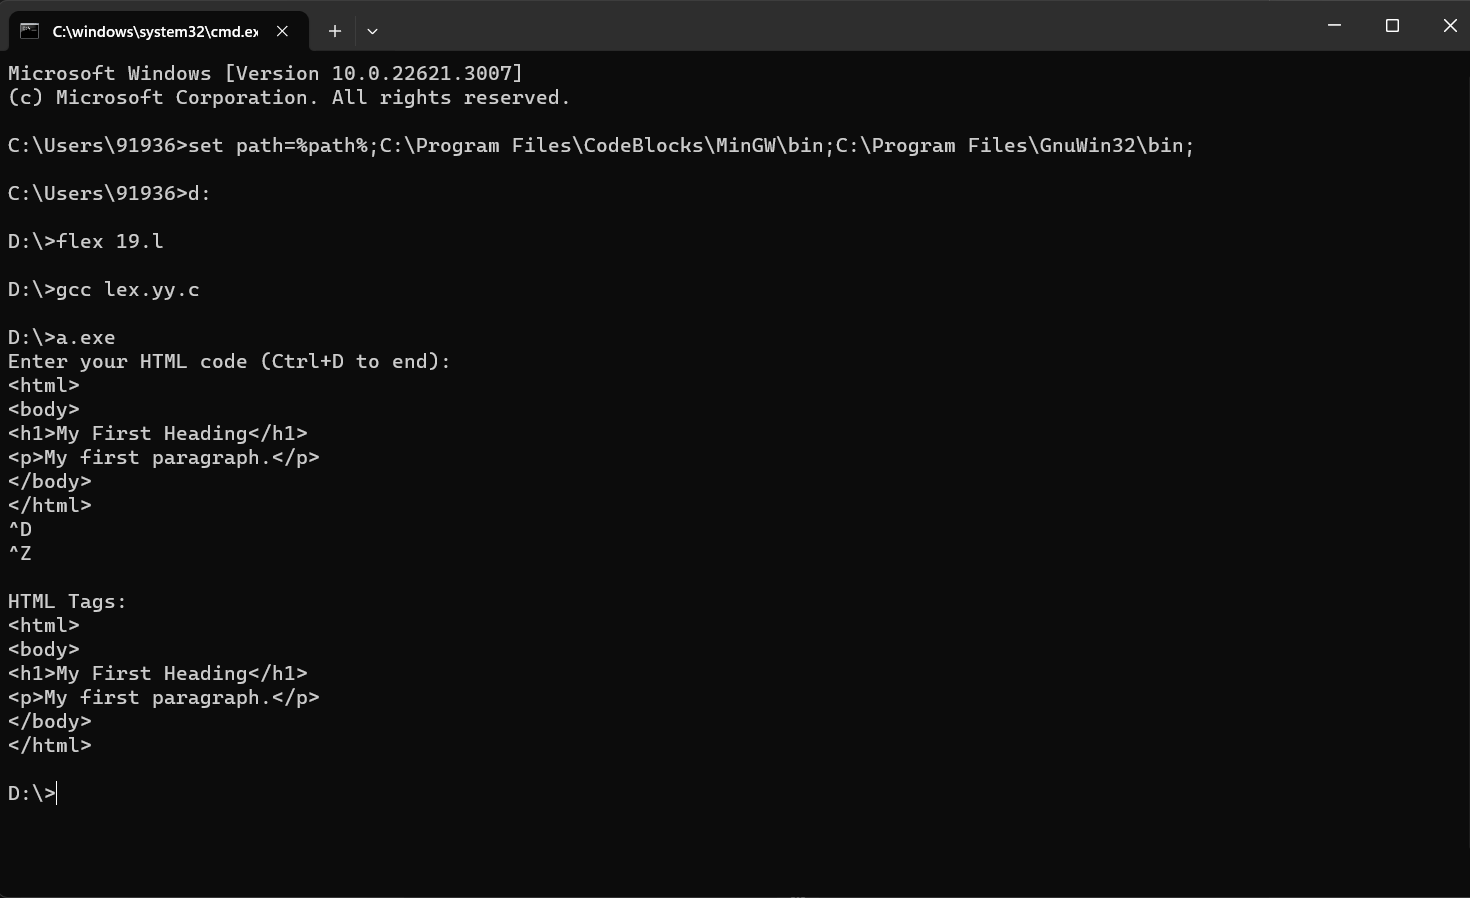 C:\windows\system32\cmd.ex
Microsoft Windows [Version 10.0.22621.3007]
(c) Microsoft Corporation. All rights reserved.
C:\Users\91936>set path=%path%;C:\Program Files\CodeBlocks\MinGW\bin;C:\Program Files\GnuWin32\bin;
C:\Users\91936>d:
D:\>flex 19.l
D:\>gcc lex.yy.c
D:\>a.exe
Enter your HTML code (Ctrl+D to end):
<html>
<body>
<h1>My First Heading</h1>
<p>My first paragraph.</p>
</body>
</html>
^D
^Z
HTML Tags:
<html>
<body>
<h1>My First Heading</h1>
<p>My first paragraph.</p>
</body>
</html>
D:\>